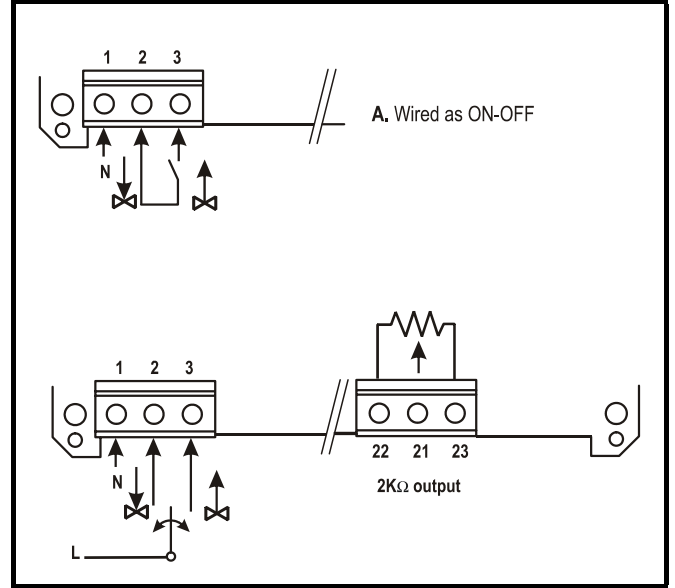 1 2 3
A. Wired as ON-OFF
N
1 2 3
22 21 23
N
2KΩ output
L